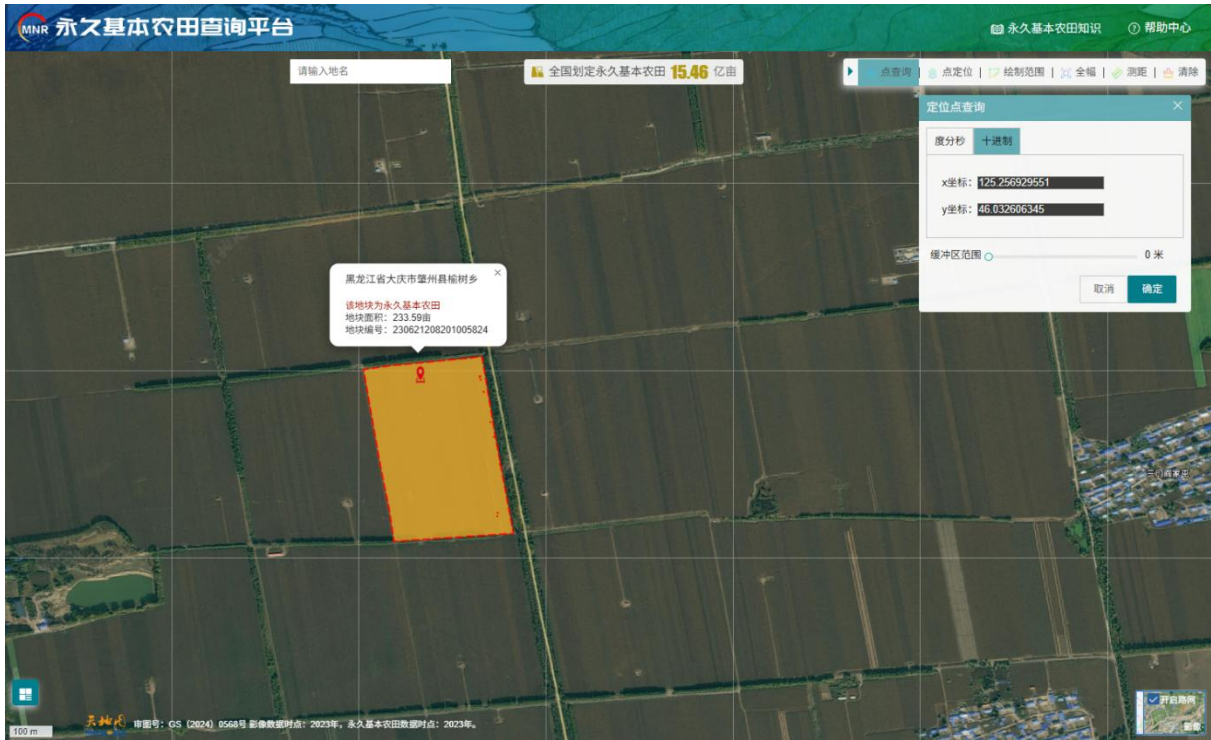 MNR 永久基本农田查询平台
永久基本农田知识
帮助中心
请输入地名
全国划定永久基本农田 15.46 亿亩
点查询 | 点定位 | 绘制范围 | 全幅 | 测距 | 清除
定位点查询
度分秒 十进制
x坐标: 125.256929551
y坐标: 46.032606345
缓冲区范围 0 米
取消 确定
黑龙江省大庆市肇州县榆树乡
该地块为永久基本农田
地块面积: 233.59亩
地块编号: 230621208201005824
开启路网
影像
天地图 审图号: GS (2024) 0568号 影像数据时点: 2023年, 永久基本农田数据时点: 2023年。
100 m